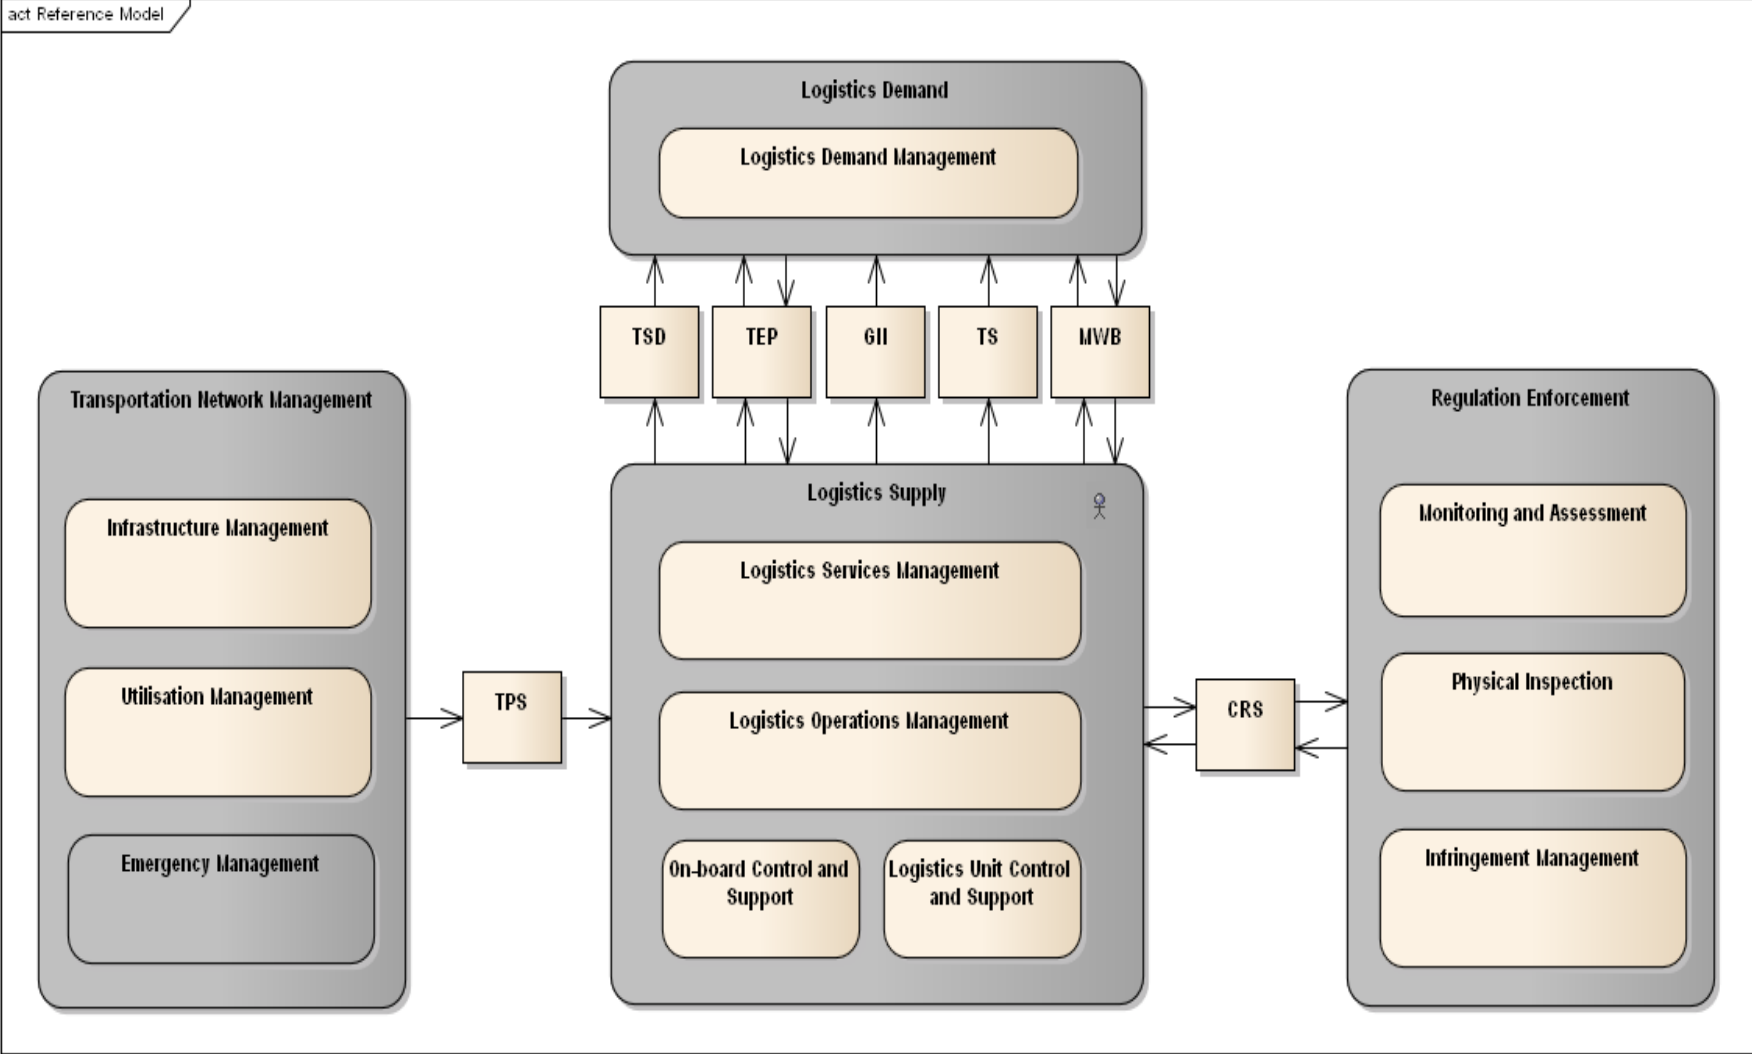 act Reference Model
Logistics Demand
Logistics Demand Management
TSD
TEP
GII
TS
MWB
Transportation Network Management
Infrastructure Management
Utilisation Management
Emergency Management
TPS
Logistics Supply
Logistics Services Management
Logistics Operations Management
On-board Control and
Support
Logistics Unit Control
and Support
CRS
Regulation Enforcement
Monitoring and Assessment
Physical Inspection
Infringement Management